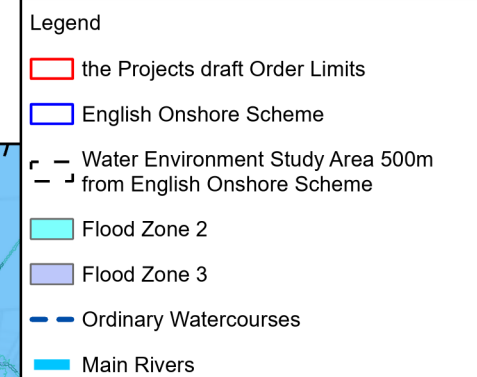 Legend
the Projects draft Order Limits
English Onshore Scheme
Water Environment Study Area 500m
from English Onshore Scheme
Flood Zone 2
Flood Zone 3
Ordinary Watercourses
Main Rivers